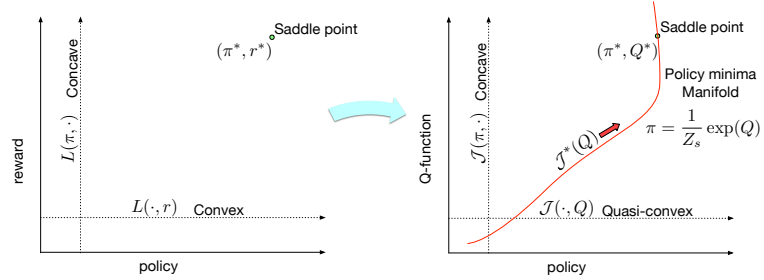 Saddle point
(π*, r*)
Concave
L(π, ·)
reward
L(·, r) Convex
policy
Saddle point
(π*, Q*)
Concave
𝒥(π, ·)
Policy minima
Manifold
π = 1/Z_s exp(Q)
𝒥*(Q)
Q-function
𝒥(·, Q) Quasi-convex
policy